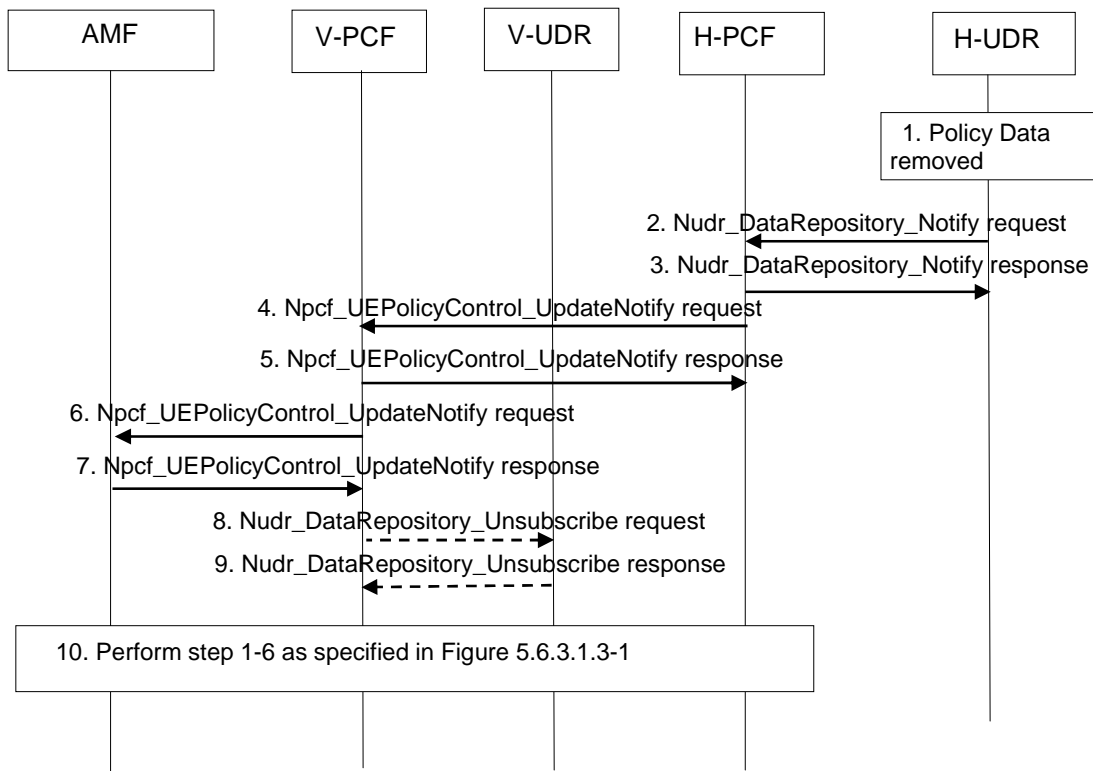 AMF
V-PCF
V-UDR
H-PCF
H-UDR
1. Policy Data
removed
2. Nudr_DataRepository_Notify request
3. Nudr_DataRepository_Notify response
4. Npcf_UEPolicyControl_UpdateNotify request
5. Npcf_UEPolicyControl_UpdateNotify response
6. Npcf_UEPolicyControl_UpdateNotify request
7. Npcf_UEPolicyControl_UpdateNotify response
8. Nudr_DataRepository_Unsubscribe request
9. Nudr_DataRepository_Unsubscribe response
10. Perform step 1-6 as specified in Figure 5.6.3.1.3-1